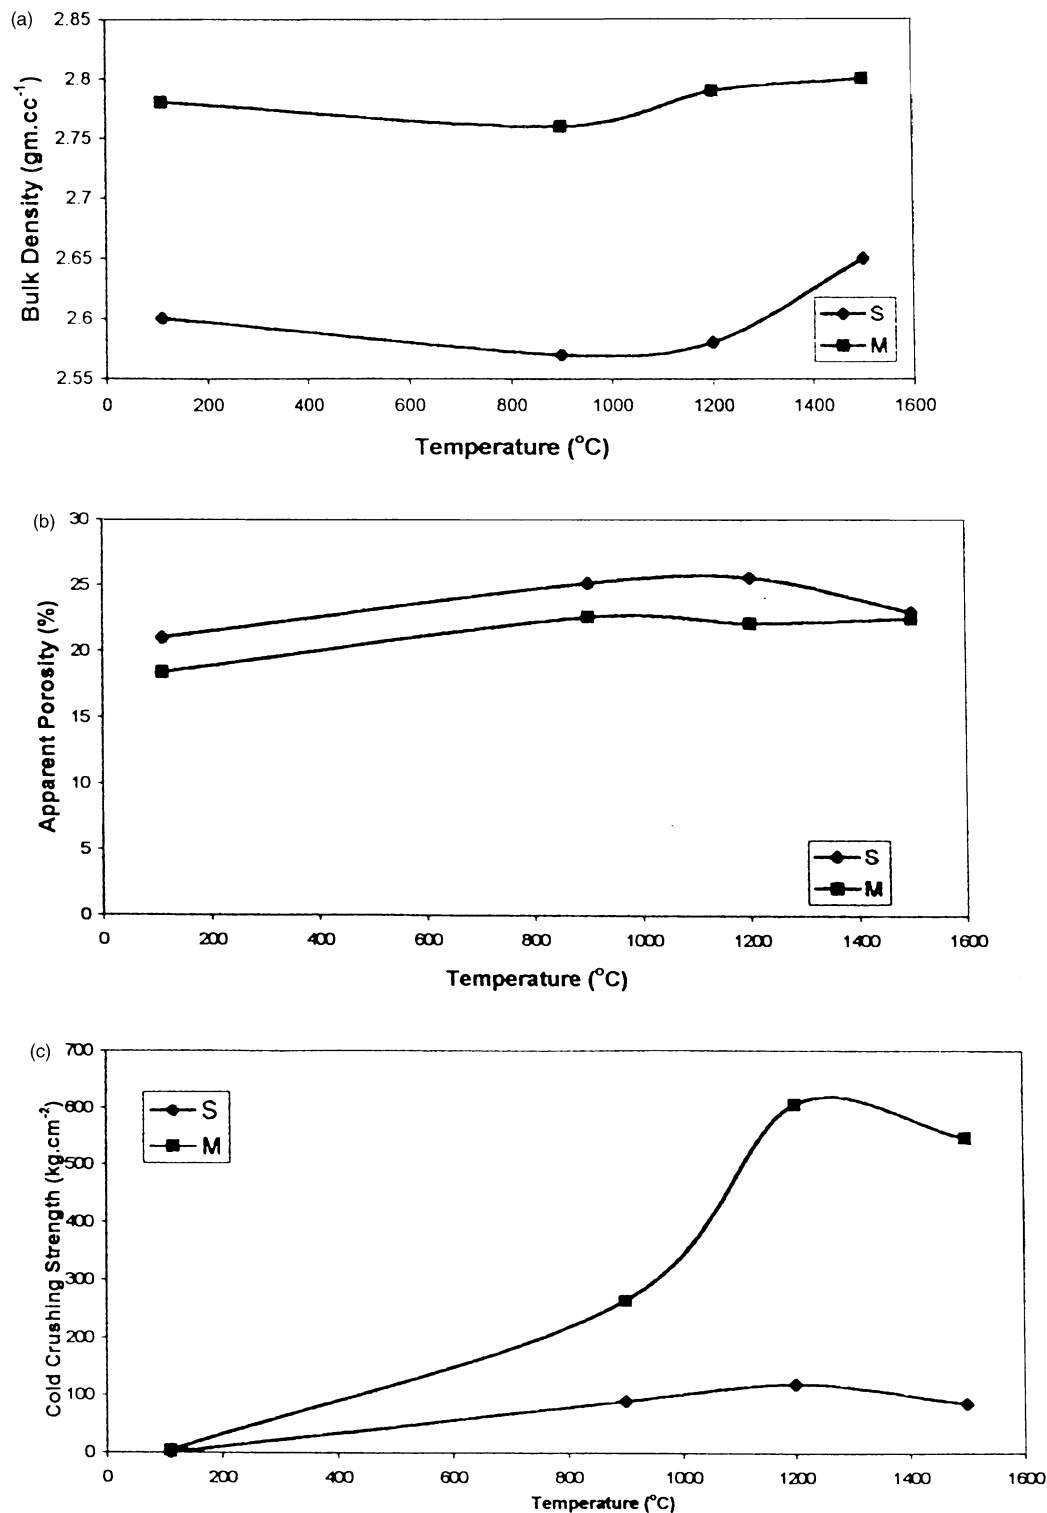 (a)
2.85
2.8
2.75
2.7
2.65
2.6
2.55
Bulk Density (gm.cc⁻¹)
S
M
0 200 400 600 800 1000 1200 1400 1600
Temperature (°C)
(b)
30
25
20
15
10
5
0
Apparent Porosity (%)
S
M
0 200 400 600 800 1000 1200 1400 1600
Temperature (°C)
(c)
700
600
500
400
300
200
100
0
Cold Crushing Strength (kg.cm⁻²)
S
M
0 200 400 600 800 1000 1200 1400 1600
Temperature (°C)